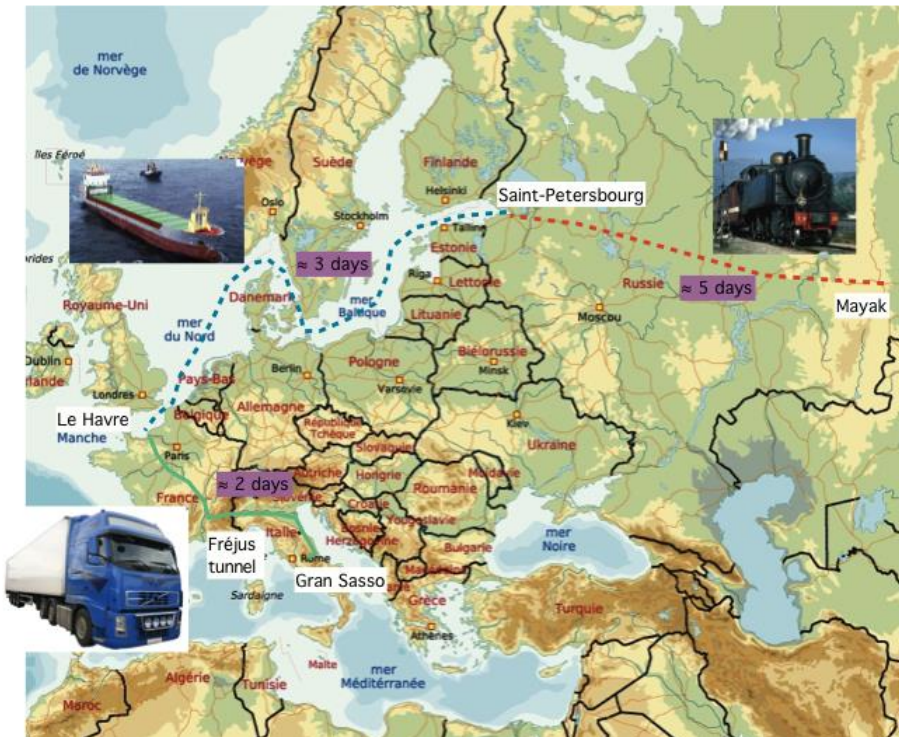 mer
de Norvège
îles Féroé
Suède
Finlande
Helsinki
Saint-Petersbourg
Oslo
Stockholm
Talline
Estonie
≈ 3 days
Riga
Lettonie
Russie
≈ 5 days
Mayak
Royaume-Uni
Danemark
mer
Baltique
mer
du Nord
Lituanie
Moscou
Dublin
Biélorussie
Minsk
Pologne
Berlin
Varsovie
Londres
Pays-Bas
Le Havre
Belgique
Allemagne
Manche
Paris
République
Tchèque
Kiev
Ukraine
Slovaquie
≈ 2 days
Autriche
Hongrie
Moldavie
France
Slovénie
Roumanie
Croatie
Yougoslavie
Bosnie
Herzégovine
Italie
Fréjus
tunnel
Rome
Bulgarie
mer
Noire
Gran Sasso
Sardaigne
Grèce
Turquie
Athènes
Malte
mer
Méditérranée
Algérie
Tunisie
Maroc